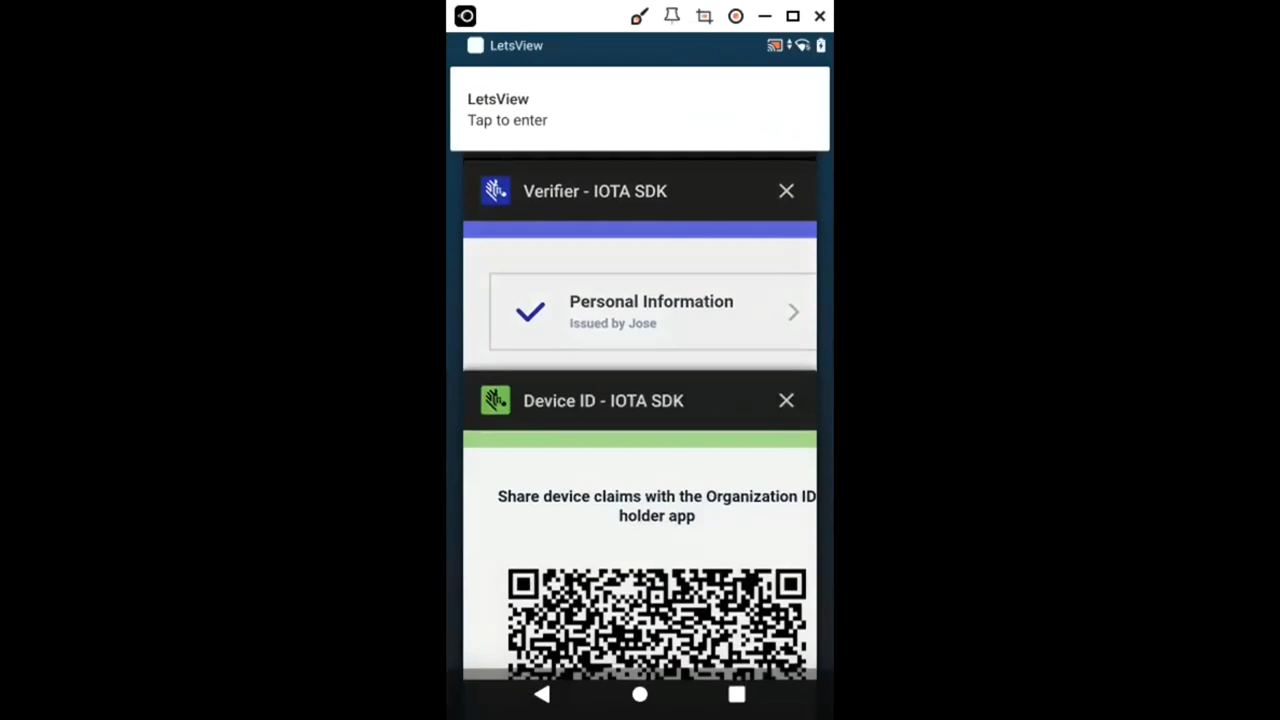 LetsView
LetsView
Tap to enter
Verifier - IOTA SDK
Personal Information
Issued by Jose
Device ID - IOTA SDK
Share device claims with the Organization ID
holder app